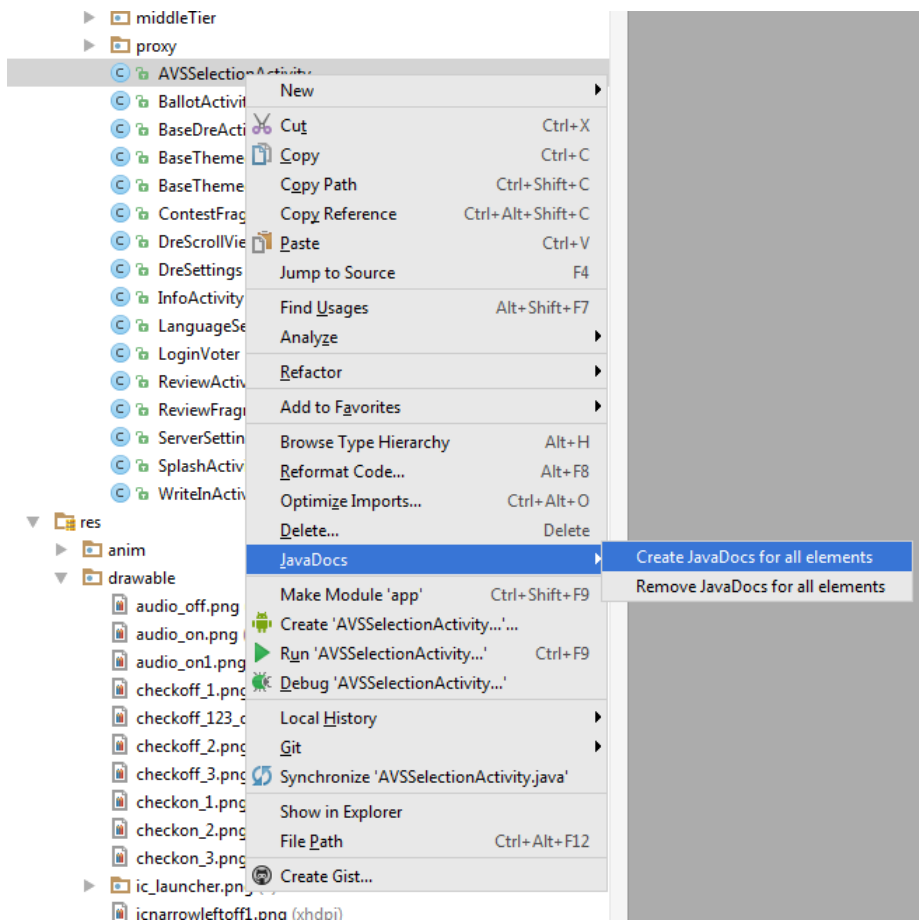 middleTier
proxy
AVSSelectionActivity
New
BallotActivit
Cut Ctrl+X
BaseDreActi
Copy Ctrl+C
BaseTheme
Copy Path Ctrl+Shift+C
BaseTheme
Copy Reference Ctrl+Alt+Shift+C
ContestFrag
Paste Ctrl+V
DreScrollVie
Jump to Source F4
DreSettings
InfoActivity
Find Usages Alt+Shift+F7
LanguageSe
Analyze
LoginVoter
Refactor
ReviewActiv
Add to Favorites
ReviewFragr
ServerSettin
Browse Type Hierarchy Alt+H
SplashActiv
Reformat Code... Alt+F8
WriteInActiv
Optimize Imports... Ctrl+Alt+O
res
Delete... Delete
anim
JavaDocs
Create JavaDocs for all elements
drawable
Remove JavaDocs for all elements
audio_off.png
Make Module 'app' Ctrl+Shift+F9
audio_on.png
Create 'AVSSelectionActivity...'...
audio_on1.png
Run 'AVSSelectionActivity...' Ctrl+F9
checkoff_1.png
Debug 'AVSSelectionActivity...'
checkoff_123_c
Local History
checkoff_2.png
Git
checkoff_3.png
Synchronize 'AVSSelectionActivity.java'
checkon_1.png
Show in Explorer
checkon_2.png
File Path Ctrl+Alt+F12
checkon_3.png
Create Gist...
ic_launcher.png
icnarrowleftoff1.png (xhdpi)